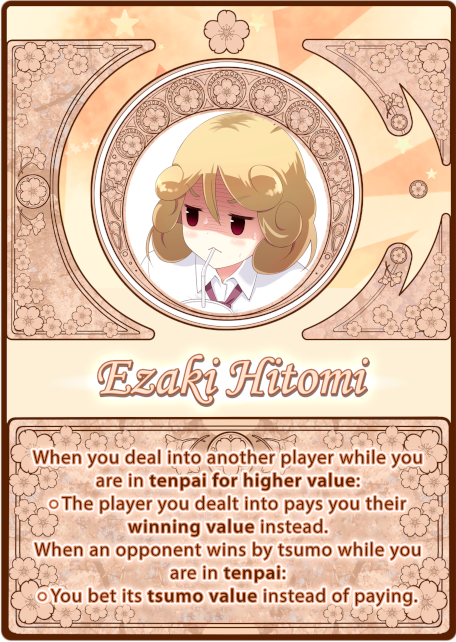 Ezaki Hitomi
When you deal into another player while you
are in tenpai for higher value:
○The player you dealt into pays you their
winning value instead.
When an opponent wins by tsumo while you
are in tenpai:
○You bet its tsumo value instead of paying.